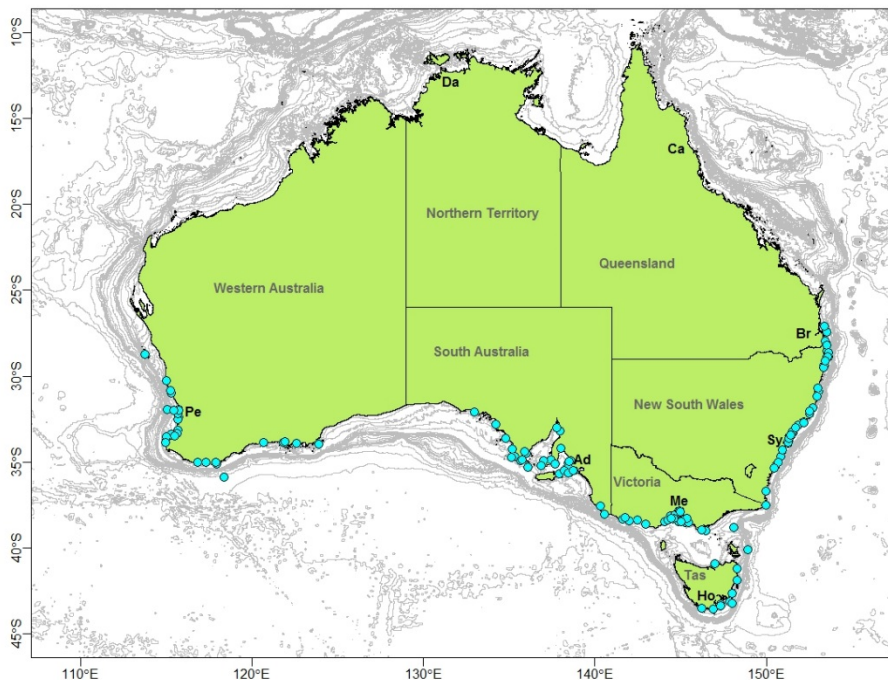 10°S
Da
15°S
Ca
20°S
Northern Territory
Queensland
Western Australia
25°S
Br
South Australia
30°S
New South Wales
Pe
Sy
35°S
Ad
Victoria
Me
40°S
Tas
Ho
45°S
110°E 120°E 130°E 140°E 150°E